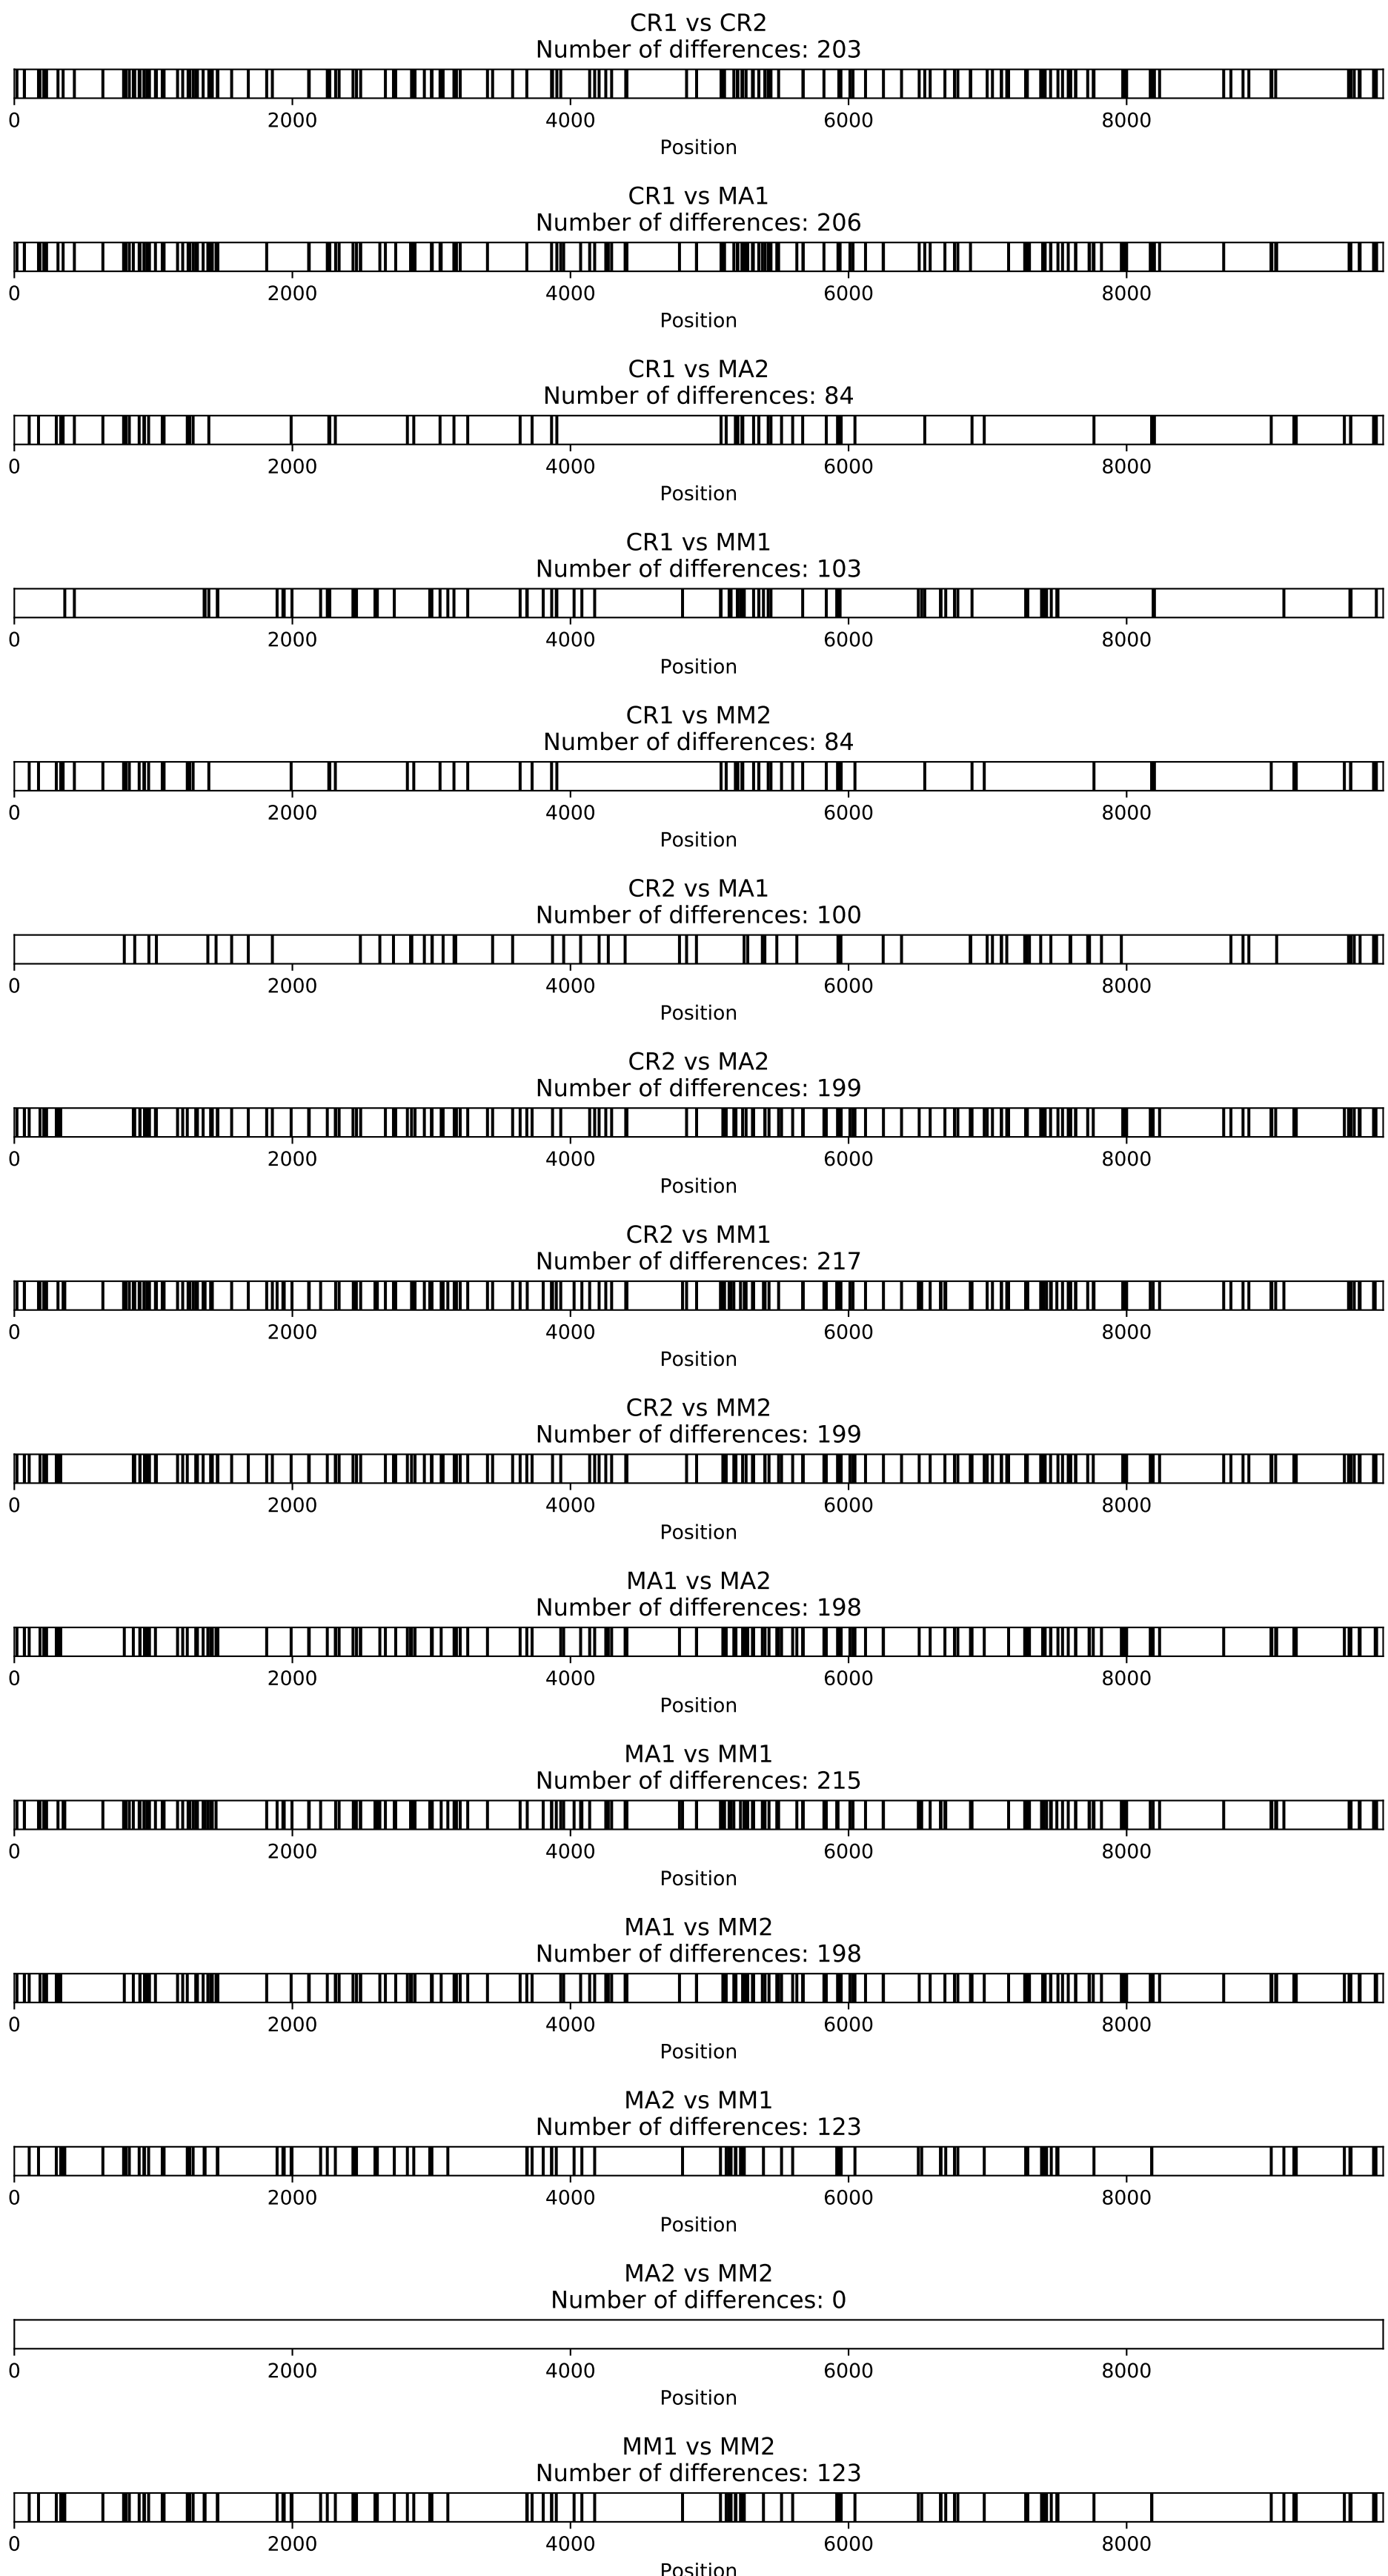 CR1 vs CR2
Number of differences: 203
0 2000 4000 6000 8000
Position
CR1 vs MA1
Number of differences: 206
0 2000 4000 6000 8000
Position
CR1 vs MA2
Number of differences: 84
0 2000 4000 6000 8000
Position
CR1 vs MM1
Number of differences: 103
0 2000 4000 6000 8000
Position
CR1 vs MM2
Number of differences: 84
0 2000 4000 6000 8000
Position
CR2 vs MA1
Number of differences: 100
0 2000 4000 6000 8000
Position
CR2 vs MA2
Number of differences: 199
0 2000 4000 6000 8000
Position
CR2 vs MM1
Number of differences: 217
0 2000 4000 6000 8000
Position
CR2 vs MM2
Number of differences: 199
0 2000 4000 6000 8000
Position
MA1 vs MA2
Number of differences: 198
0 2000 4000 6000 8000
Position
MA1 vs MM1
Number of differences: 215
0 2000 4000 6000 8000
Position
MA1 vs MM2
Number of differences: 198
0 2000 4000 6000 8000
Position
MA2 vs MM1
Number of differences: 123
0 2000 4000 6000 8000
Position
MA2 vs MM2
Number of differences: 0
0 2000 4000 6000 8000
Position
MM1 vs MM2
Number of differences: 123
0 2000 4000 6000 8000
Position